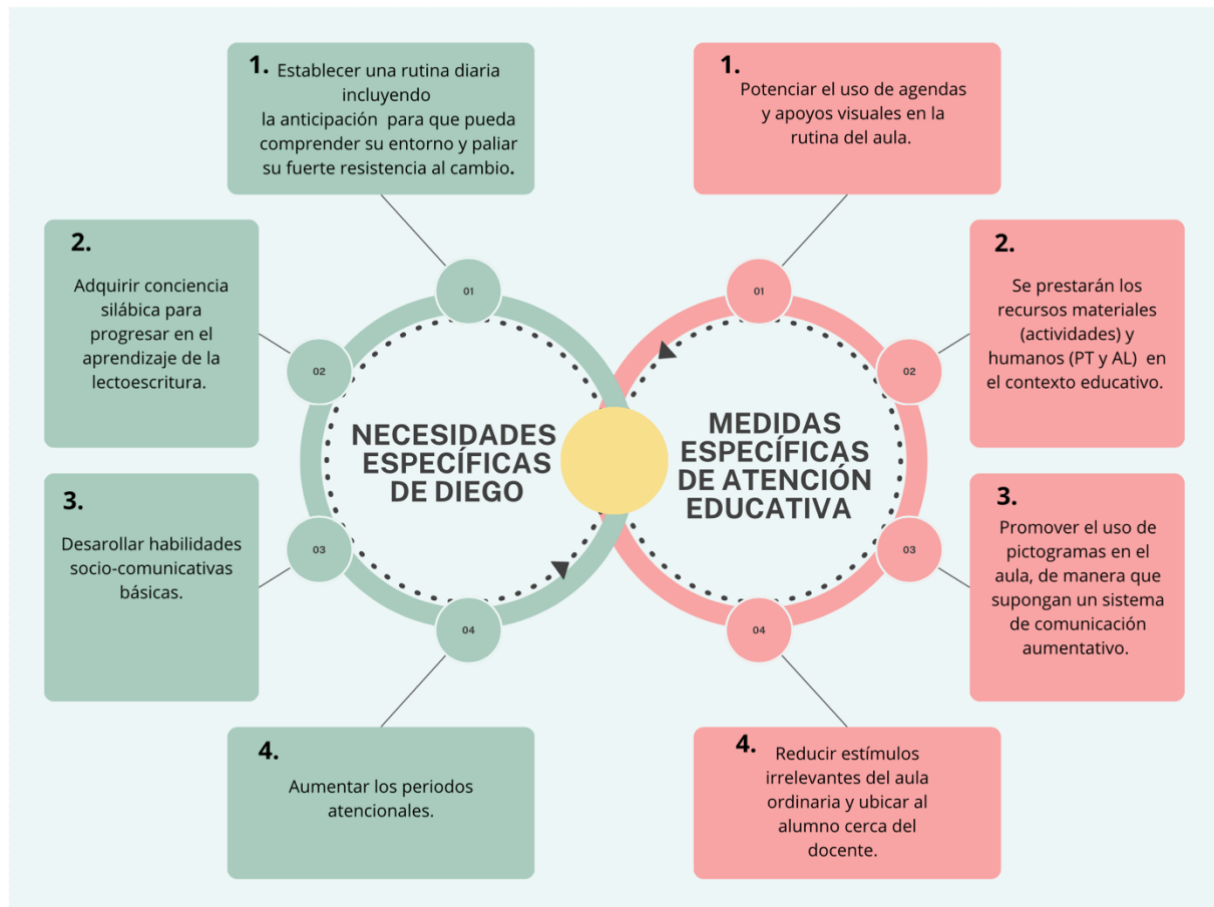 1. Establecer una rutina diaria
incluyendo
la anticipación para que pueda
comprender su entorno y paliar
su fuerte resistencia al cambio.
2.
Adquirir conciencia
silábica para
progresar en el
aprendizaje de la
lectoescritura.
3.
Desarollar habilidades
socio-comunicativas
básicas.
4.
Aumentar los periodos
atencionales.
01
02
03
04
NECESIDADES
ESPECÍFICAS
DE DIEGO
MEDIDAS
ESPECÍFICAS
DE ATENCIÓN
EDUCATIVA
01
02
03
04
1.
Potenciar el uso de agendas
y apoyos visuales en la
rutina del aula.
2.
Se prestarán los
recursos materiales
(actividades) y
humanos (PT y AL) en
el contexto educativo.
3.
Promover el uso de
pictogramas en el
aula, de manera que
supongan un sistema
de comunicación
aumentativo.
4.
Reducir estímulos
irrelevantes del aula
ordinaria y ubicar al
alumno cerca del
docente.